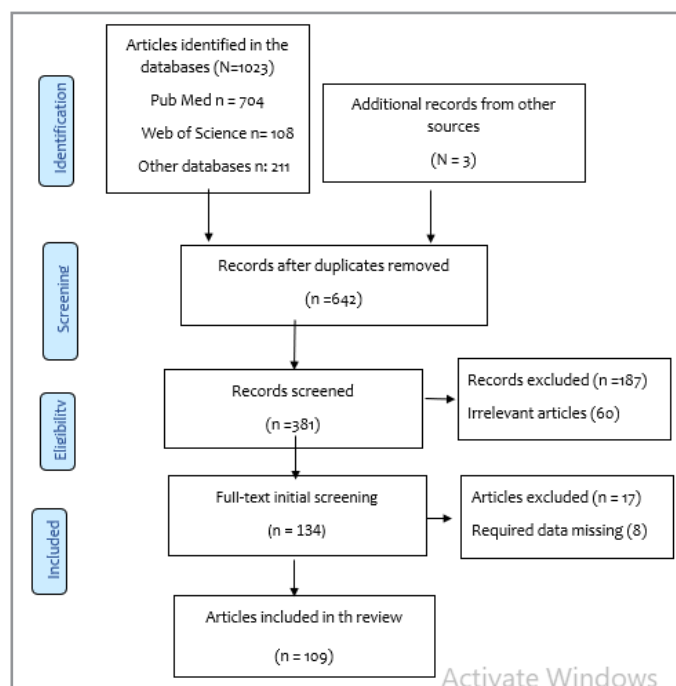 Articles identified in the
databases (N=1023)
Pub Med n = 704
Web of Science n= 108
Other databases n: 211
Additional records from other
sources
(N = 3)
Identification
Records after duplicates removed
(n =642)
Screening
Records screened
(n =381)
Records excluded (n =187)
Irrelevant articles (60)
Eligibility
Full-text initial screening
(n = 134)
Articles excluded (n = 17)
Required data missing (8)
Included
Articles included in th review
(n = 109)
Activate Windows